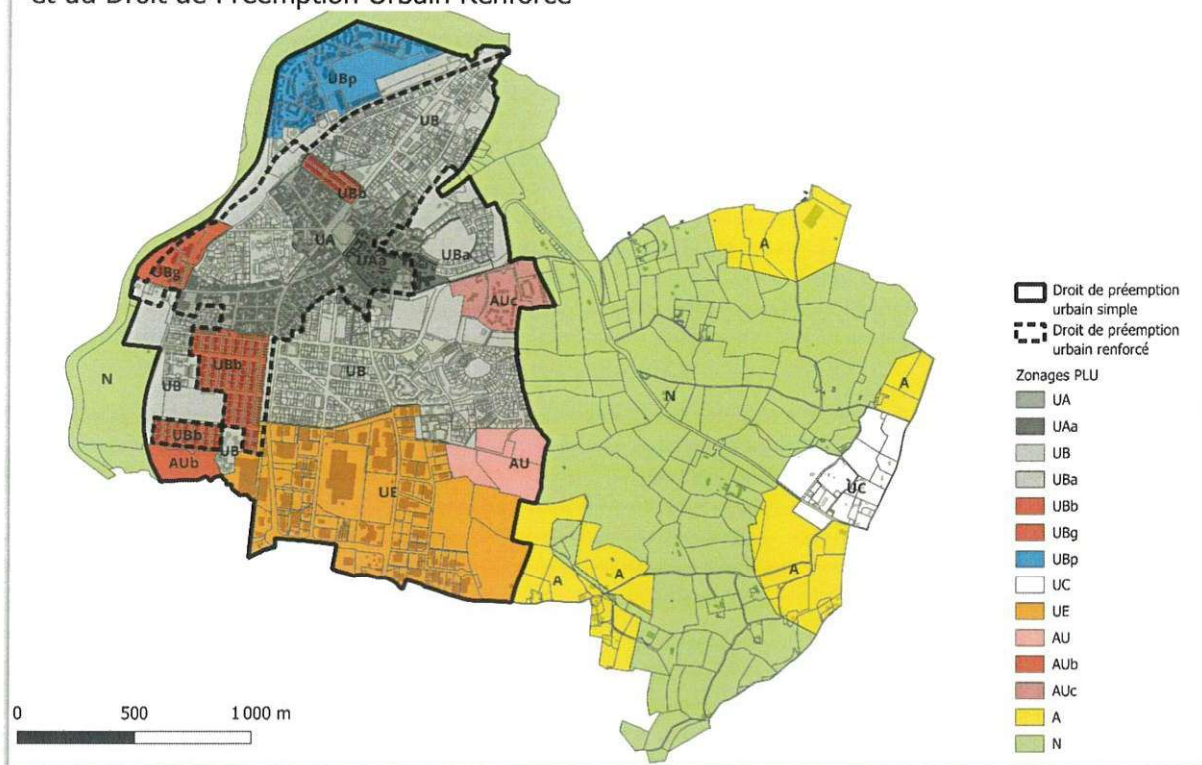 et du Droit de Préemption Urbain Renforcé
UBp
UB
UBb
UA
UAa
UBa
UBg
AUc
N
UBb
UB
UB
UBb
UB
AUb
UE
AU
N
A
A
UC
A
A
A
Droit de préemption
urbain simple
Droit de préemption
urbain renforcé
Zonages PLU
UA
UAa
UB
UBa
UBb
UBg
UBp
UC
UE
AU
AUb
AUc
A
N
0 500 1 000 m